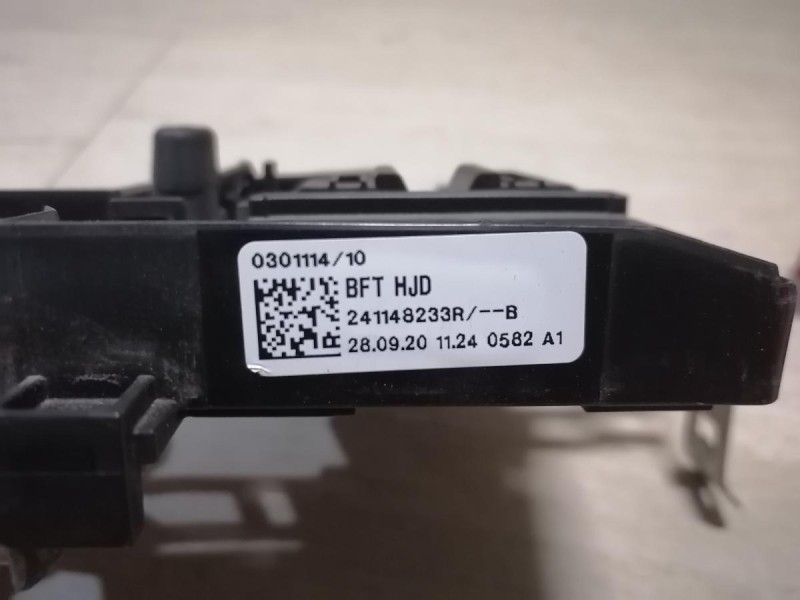 0301114/10
BFT HJD
241148233R/--B
28.09.20 11.24 0582 A1